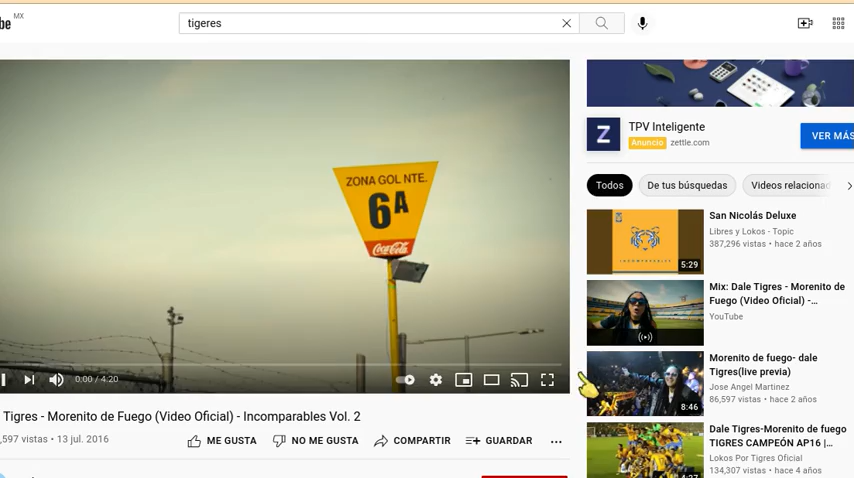 be MX
tigeres
ZONA GOL NTE.
6A
Coca-Cola
0:00 / 4:20
Tigres - Morenito de Fuego (Video Oficial) - Incomparables Vol. 2
,597 vistas • 13 jul. 2016
ME GUSTA
NO ME GUSTA
COMPARTIR
GUARDAR
Z
TPV Inteligente
Anuncio zettle.com
VER MÁS
Todos
De tus búsquedas
Videos relacionad
INCOMPARABLES
5:29
San Nicolás Deluxe
Libres y Lokos - Topic
387,296 vistas • hace 2 años
Mix: Dale Tigres - Morenito de
Fuego (Video Oficial) -...
YouTube
8:46
Morenito de fuego- dale
Tigres(live previa)
Jose Angel Martinez
86,597 vistas • hace 2 años
4:27
Dale Tigres-Morenito de fuego
TIGRES CAMPEÓN AP16 |...
Lokos Por Tigres Oficial
134,307 vistas • hace 4 años